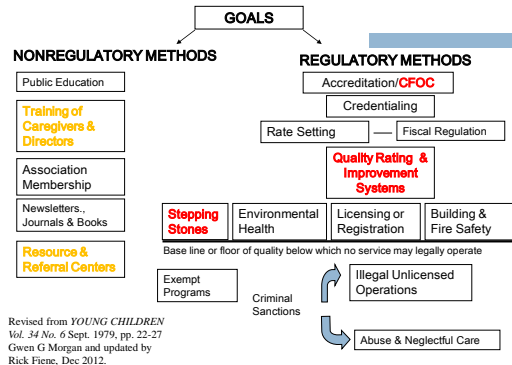 GOALS
NONREGULATORY METHODS
Public Education
Training of
Caregivers &
Directors
Association
Membership
Newsletters.,
Journals & Books
Resource &
Referral Centers
REGULATORY METHODS
Accreditation/CFOC
Credentialing
Rate Setting
Fiscal Regulation
Quality Rating &
Improvement
Systems
Stepping
Stones
Environmental
Health
Licensing or
Registration
Building &
Fire Safety
Base line or floor of quality below which no service may legally operate
Exempt
Programs
Criminal
Sanctions
Illegal Unlicensed
Operations
Abuse & Neglectful Care
Revised from YOUNG CHILDREN
Vol. 34 No. 6 Sept. 1979, pp. 22-27
Gwen G Morgan and updated by
Rick Fiene, Dec 2012.